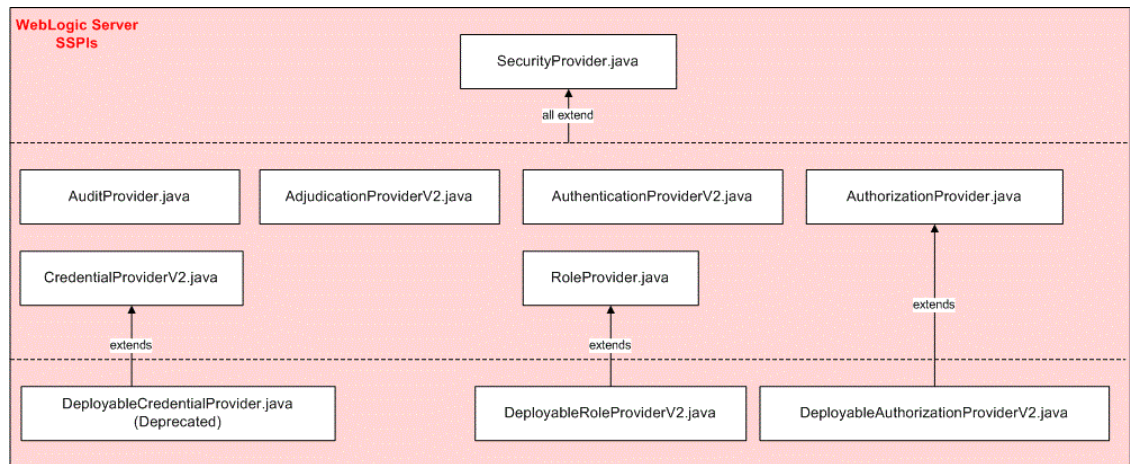 WebLogic Server
SSPIs
SecurityProvider.java
all extend
AuditProvider.java
AdjudicationProviderV2.java
AuthenticationProviderV2.java
AuthorizationProvider.java
CredentialProviderV2.java
RoleProvider.java
extends
extends
extends
DeployableCredentialProvider.java
(Deprecated)
DeployableRoleProviderV2.java
DeployableAuthorizationProviderV2.java